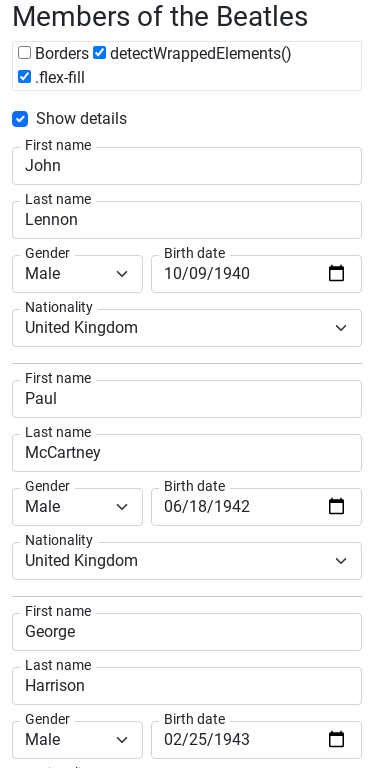 Members of the Beatles
Borders detectWrappedElements()
.flex-fill
Show details
First name
John
Last name
Lennon
Gender Birth date
Male 10/09/1940
Nationality
United Kingdom
First name
Paul
Last name
McCartney
Gender Birth date
Male 06/18/1942
Nationality
United Kingdom
First name
George
Last name
Harrison
Gender Birth date
Male 02/25/1943